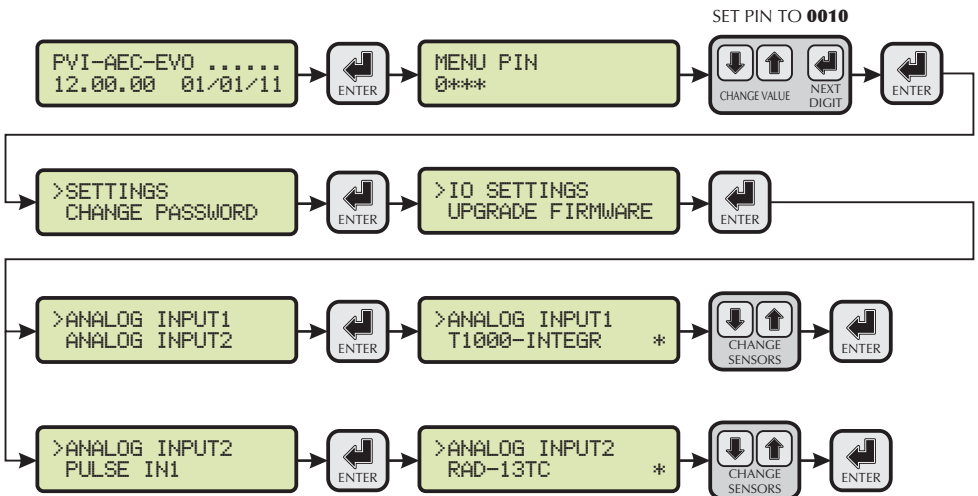 SET PIN TO 0010
PVI-AEC-EVO ......
12.00.00 01/01/11
ENTER
MENU PIN
0***
CHANGE VALUE
NEXT
DIGIT
ENTER
>SETTINGS
CHANGE PASSWORD
ENTER
>IO SETTINGS
UPGRADE FIRMWARE
ENTER
>ANALOG INPUT1
ANALOG INPUT2
ENTER
>ANALOG INPUT1
T1000-INTEGR *
CHANGE
SENSORS
ENTER
>ANALOG INPUT2
PULSE IN1
ENTER
>ANALOG INPUT2
RAD-13TC *
CHANGE
SENSORS
ENTER